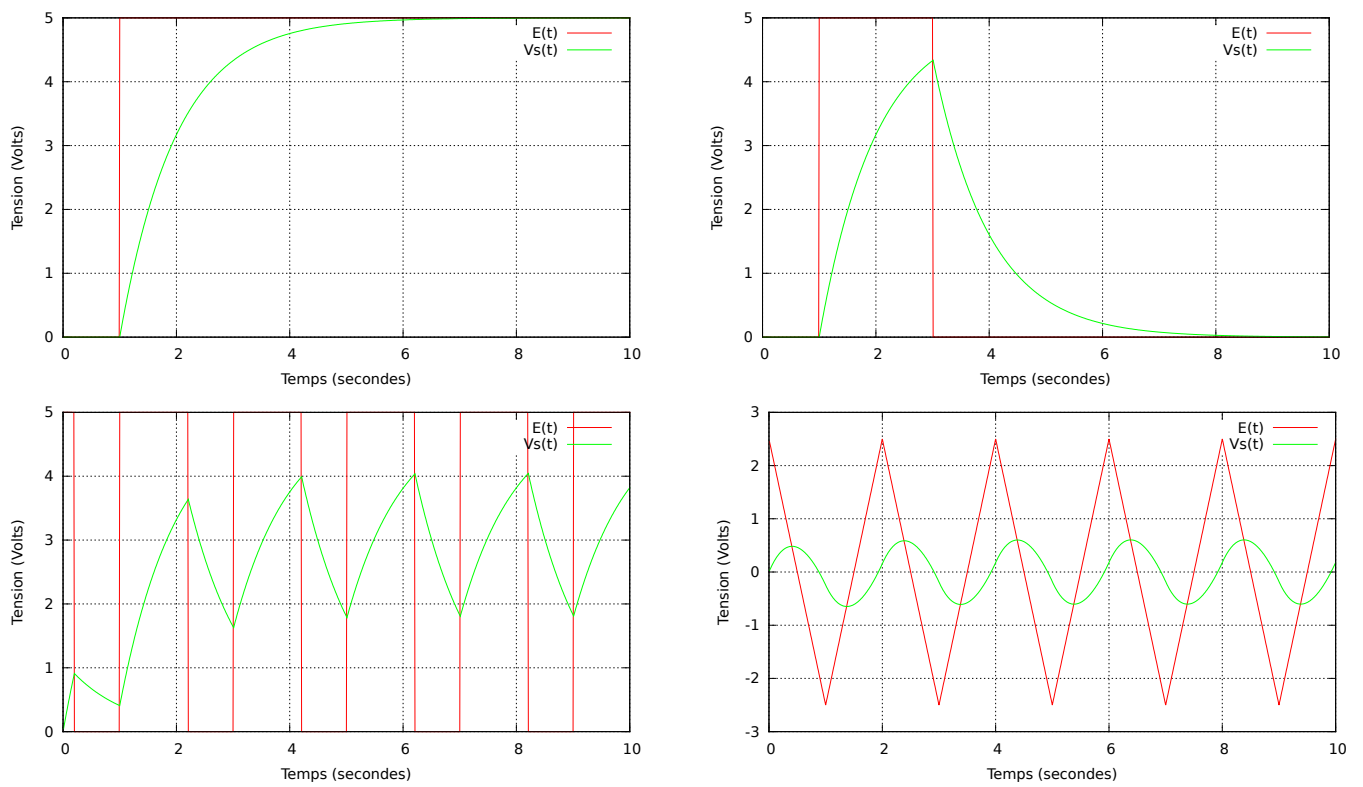 Tension (Volts)
5
4
3
2
1
0
E(t)
Vs(t)
0 2 4 6 8 10
Temps (secondes)
Tension (Volts)
5
4
3
2
1
0
E(t)
Vs(t)
0 2 4 6 8 10
Temps (secondes)
Tension (Volts)
5
4
3
2
1
0
E(t)
Vs(t)
0 2 4 6 8 10
Temps (secondes)
Tension (Volts)
3
2
1
0
-1
-2
-3
E(t)
Vs(t)
0 2 4 6 8 10
Temps (secondes)